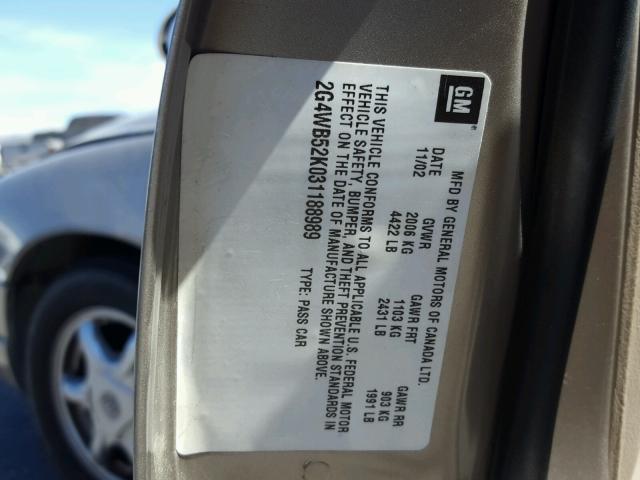 GM
MFD BY GENERAL MOTORS OF CANADA LTD.
DATE GVWR GAWR FRT GAWR RR
11/02 2006 KG 1103 KG 903 KG
4422 LB 2431 LB 1991 LB
THIS VEHICLE CONFORMS TO ALL APPLICABLE U.S. FEDERAL MOTOR
VEHICLE SAFETY, BUMPER, AND THEFT PREVENTION STANDARDS IN
EFFECT ON THE DATE OF MANUFACTURE SHOWN ABOVE.
2G4WB52K031188989 TYPE: PASS CAR